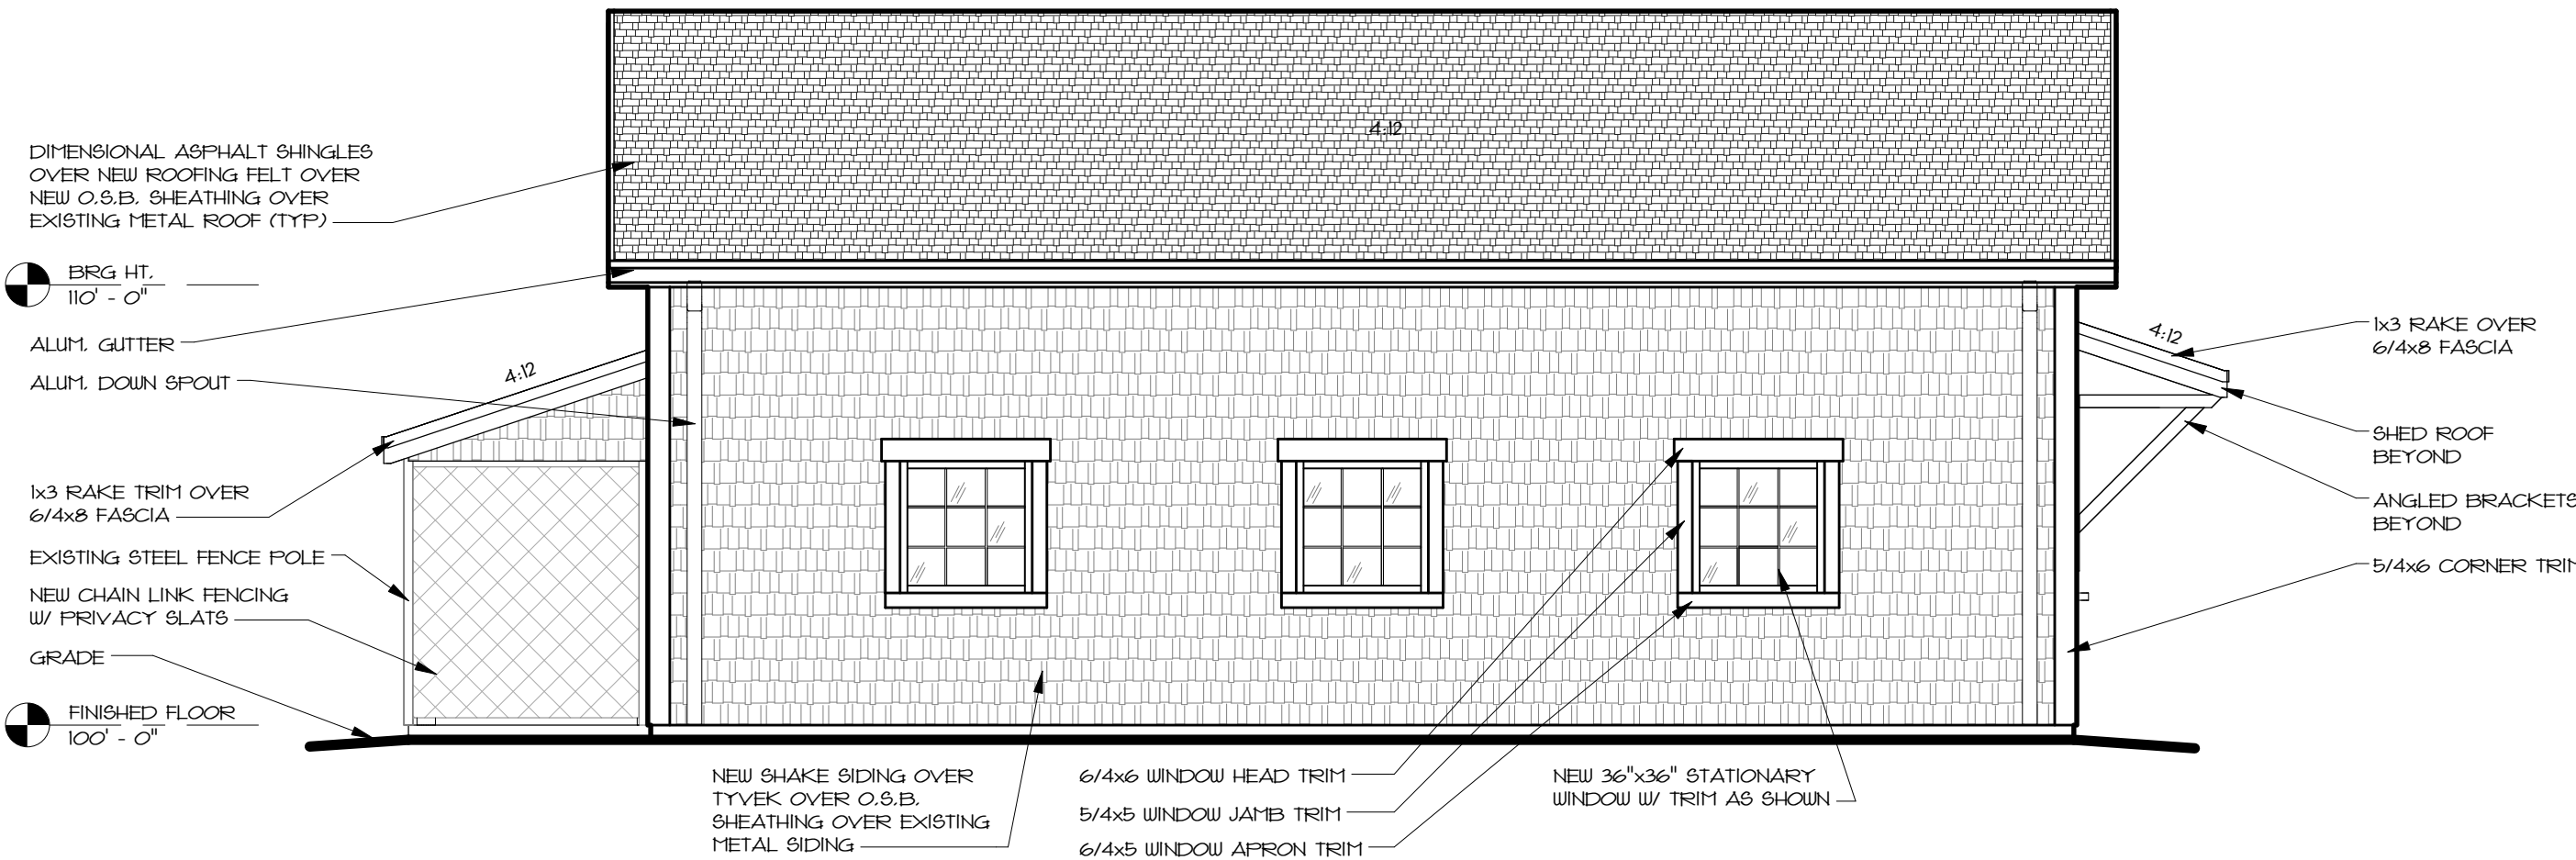 4:12
DIMENSIONAL ASPHALT SHINGLES
OVER NEW ROOFING FELT OVER
NEW O.S.B. SHEATHING OVER
EXISTING METAL ROOF (TYP.)
BRG HT.
110' - 0"
ALUM. GUTTER
ALUM. DOWN SPOUT
4:12
1x3 RAKE TRIM OVER
6/4x8 FASCIA
EXISTING STEEL FENCE POLE
NEW CHAIN LINK FENCING
W/ PRIVACY SLATS
GRADE
FINISHED FLOOR
100' - 0"
NEW SHAKE SIDING OVER
TYVEK OVER O.S.B.
SHEATHING OVER EXISTING
METAL SIDING
6/4x6 WINDOW HEAD TRIM
5/4x5 WINDOW JAMB TRIM
6/4x5 WINDOW APRON TRIM
NEW 36"x36" STATIONARY
WINDOW W/ TRIM AS SHOWN
4:12
1x3 RAKE OVER
6/4x8 FASCIA
SHED ROOF
BEYOND
ANGLED BRACKETS
BEYOND
5/4x6 CORNER TRIM